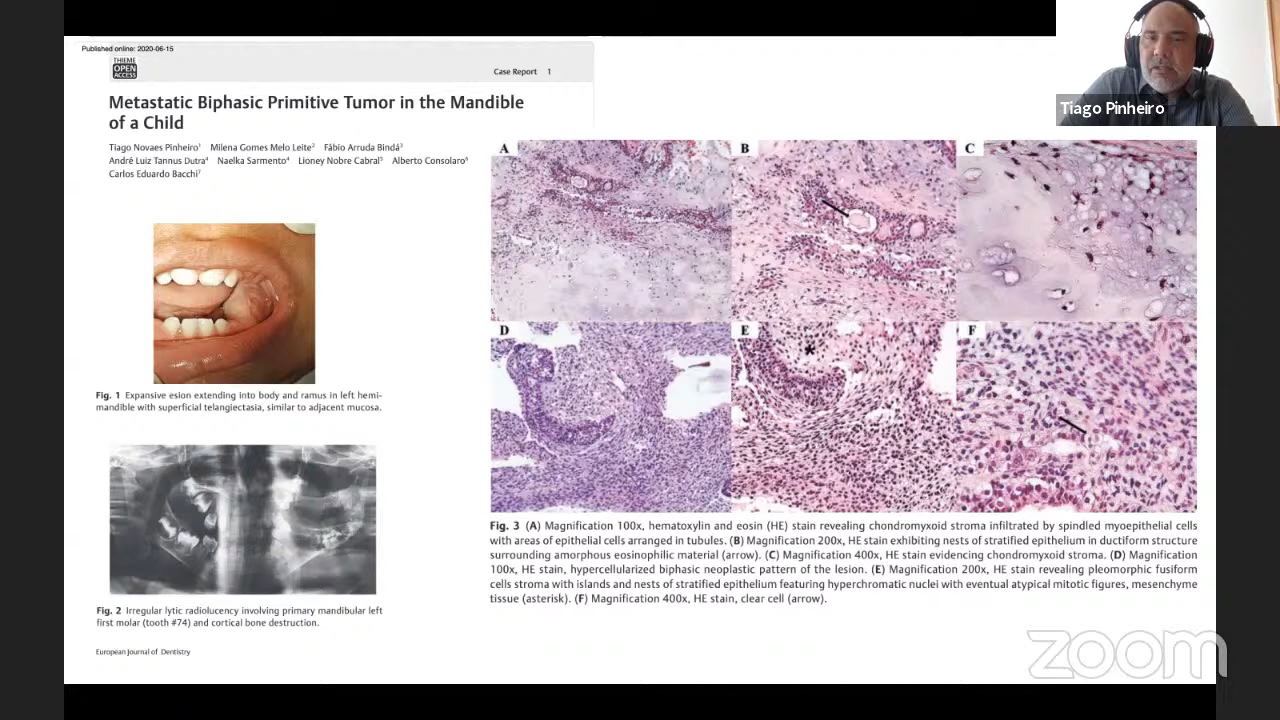 Published online: 2020-06-15
THIEME
OPEN
ACCESS
Case Report 1
Metastatic Biphasic Primitive Tumor in the Mandible
of a Child
Tiago Novaes Pinheiro¹ Milena Gomes Melo Leite² Fábio Arruda Bindá³
André Luiz Tannus Dutra⁴ Naelka Sarmento⁴ Lioney Nobre Cabral⁵ Alberto Consolaro⁶
Carlos Eduardo Bacchi⁷
Fig. 1 Expansive esion extending into body and ramus in left hemi-
mandible with superficial telangiectasia, similar to adjacent mucosa.
Fig. 2 Irregular lytic radiolucency involving primary mandibular left
first molar (tooth #74) and cortical bone destruction.
European Journal of Dentistry
A
B
C
D
E
*
F
Fig. 3 (A) Magnification 100x, hematoxylin and eosin (HE) stain revealing chondromyxoid stroma infiltrated by spindled myoepithelial cells
with areas of epithelial cells arranged in tubules. (B) Magnification 200x, HE stain exhibiting nests of stratified epithelium in ductiform structure
surrounding amorphous eosinophilic material (arrow). (C) Magnification 400x, HE stain evidencing chondromyxoid stroma. (D) Magnification
100x, HE stain, hypercellularized biphasic neoplastic pattern of the lesion. (E) Magnification 200x, HE stain revealing pleomorphic fusiform
cells stroma with islands and nests of stratified epithelium featuring hyperchromatic nuclei with eventual atypical mitotic figures, mesenchyme
tissue (asterisk). (F) Magnification 400x, HE stain, clear cell (arrow).
Tiago Pinheiro
zoom